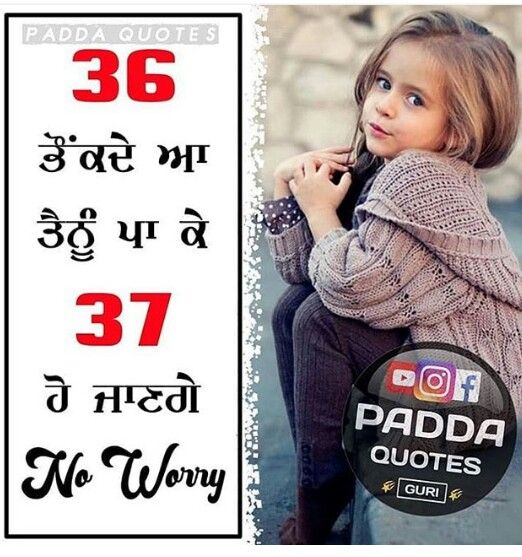 PADDA QUOTES
36
ਭੌਂਕਦੇ ਆ
ਤੈਨੂੰ ਪਾ ਕੇ
37
ਹੋ ਜਾਣਗੇ
No Worry
PADDA
QUOTES
GURI